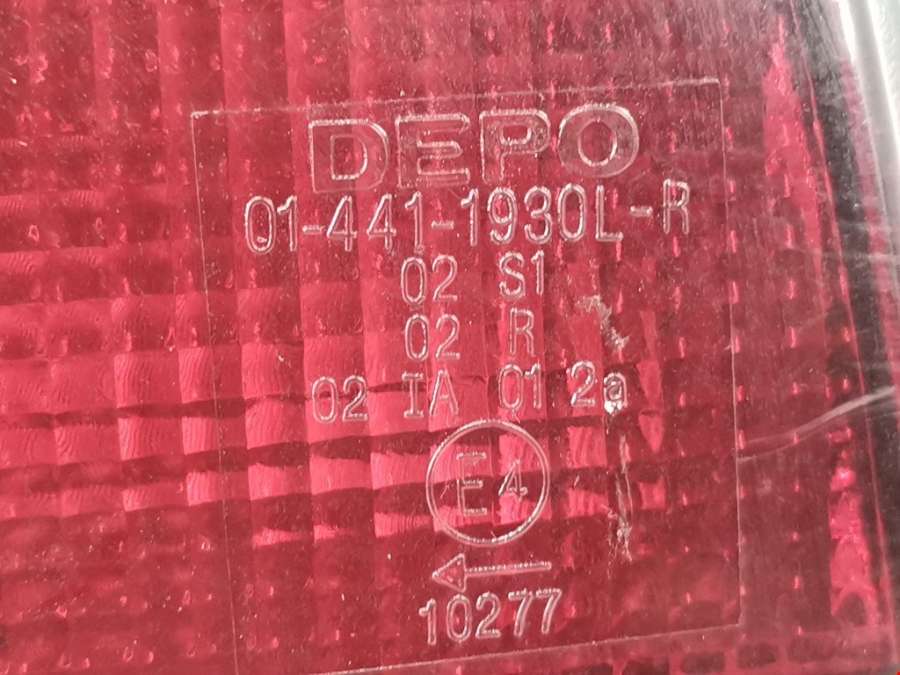 DEPO
01-441-1930L-R
02 S1
02 R
02 IA 01 2a
E4
10277